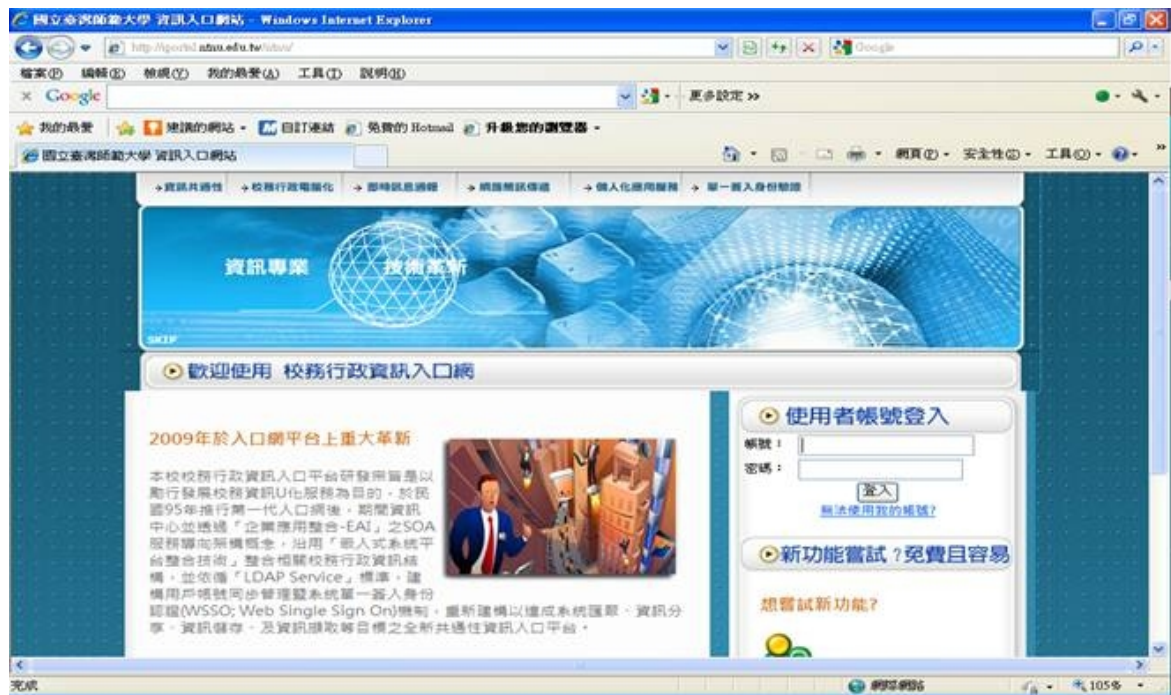 國立臺灣師範大學 資訊入口網站 - Windows Internet Explorer
http://iportal.ntnu.edu.tw/ntnu/
Google
檔案(F) 編輯(E) 檢視(V) 我的最愛(A) 工具(T) 說明(H)
Google 更多設定 »
我的最愛 建議的網站 自訂連結 免費的 Hotmail 升級您的瀏覽器
國立臺灣師範大學 資訊入口網站 網頁(P) 安全性(S) 工具(O)
資訊共通性 校務行政電腦化 即時訊息通報 網路簡訊傳遞 個人化應用服務 單一簽入身份驗證
資訊專業 技術革新
SKIP
歡迎使用 校務行政資訊入口網
2009年於入口網平台上重大革新
本校校務行政資訊入口平台研發宗旨是以
勵行發展校務資訊U化服務為目的，於民
國95年推行第一代入口網後，期間資訊
中心並透過「企業應用整合-EAI」之SOA
服務導向架構概念，沿用「嵌入式系統平
台整合技術」整合相關校務行政資訊結
構，並依循「LDAP Service」標準，建
構用戶帳號同步管理暨系統單一簽入身份
認證(WSSO; Web Single Sign On)機制，重新建構以達成系統匯聚、資訊分
享、資訊儲存、及資訊擷取等目標之全新共通性資訊入口平台。
使用者帳號登入
帳號：
密碼：
登入
無法使用我的帳號?
新功能嘗試？免費且容易
想嘗試新功能?
完成 網際網路 105%